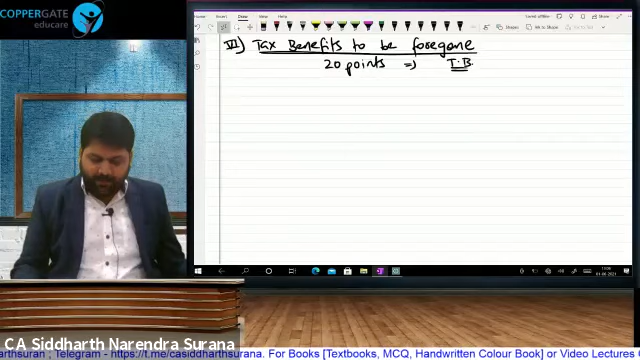 COPPERGATE
educare
VI) Tax Benefits to be foregone
20 points => T.B.
CA Siddharth Narendra Surana
arthsuran ; Telegram - https://t.me/casiddharthsurana. For Books [Textbooks, MCQ, Handwritten Colour Book] or Video Lectures